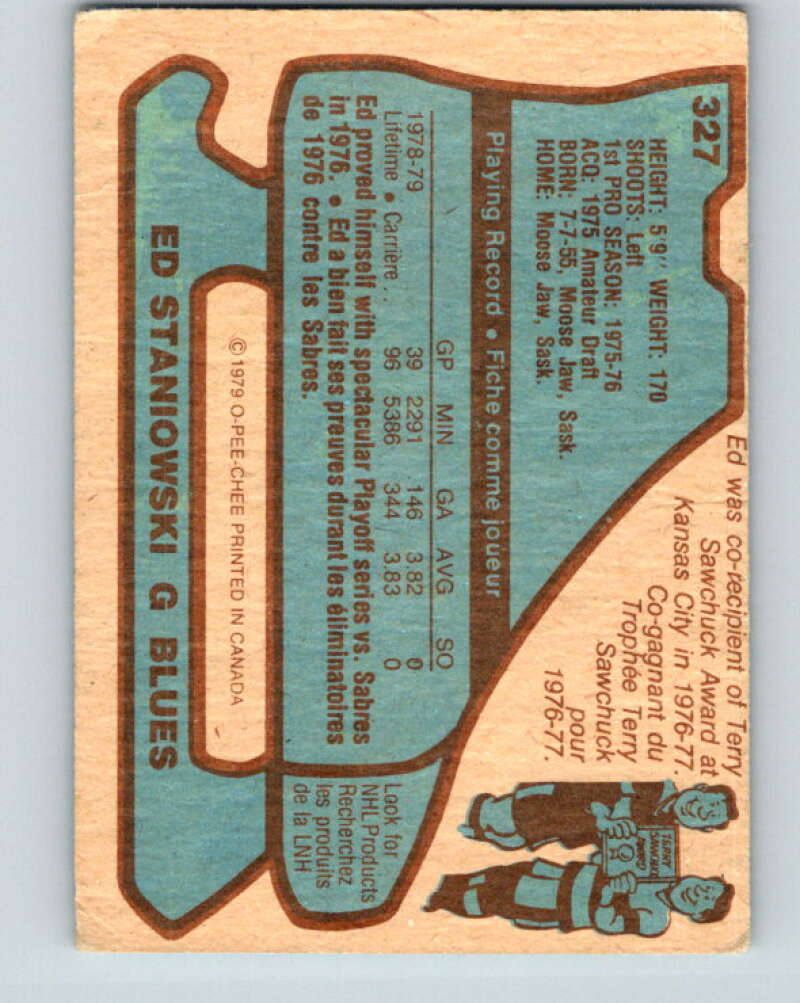 327
HEIGHT: 5'9" WEIGHT: 170
SHOOTS: Left
1st PRO SEASON: 1975-76
ACQ: 1975 Amateur Draft
BORN: 7-7-55, Moose Jaw, Sask.
HOME: Moose Jaw, Sask.
Ed was co-recipient of Terry
Sawchuck Award at
Kansas City in 1976-77.
Co-gagnant du
Trophée Terry
Sawchuck
pour
1976-77.
TERRY
SAWCHUCK
AWARD
Playing Record • Fiche comme joueur
GP MIN GA AVG SO
1978-79 39 2291 146 3.82 0
Lifetime • Carrière . . 96 5386 344 3.83 0
Ed proved himself with spectacular Playoff series vs. Sabres
in 1976. • Ed a bien fait ses preuves durant les éliminatoires
de 1976 contre les Sabres.
Look for
NHL Products
Recherchez
les produits
de la LNH
© 1979 O-PEE-CHEE PRINTED IN CANADA
ED STANIOWSKI G BLUES